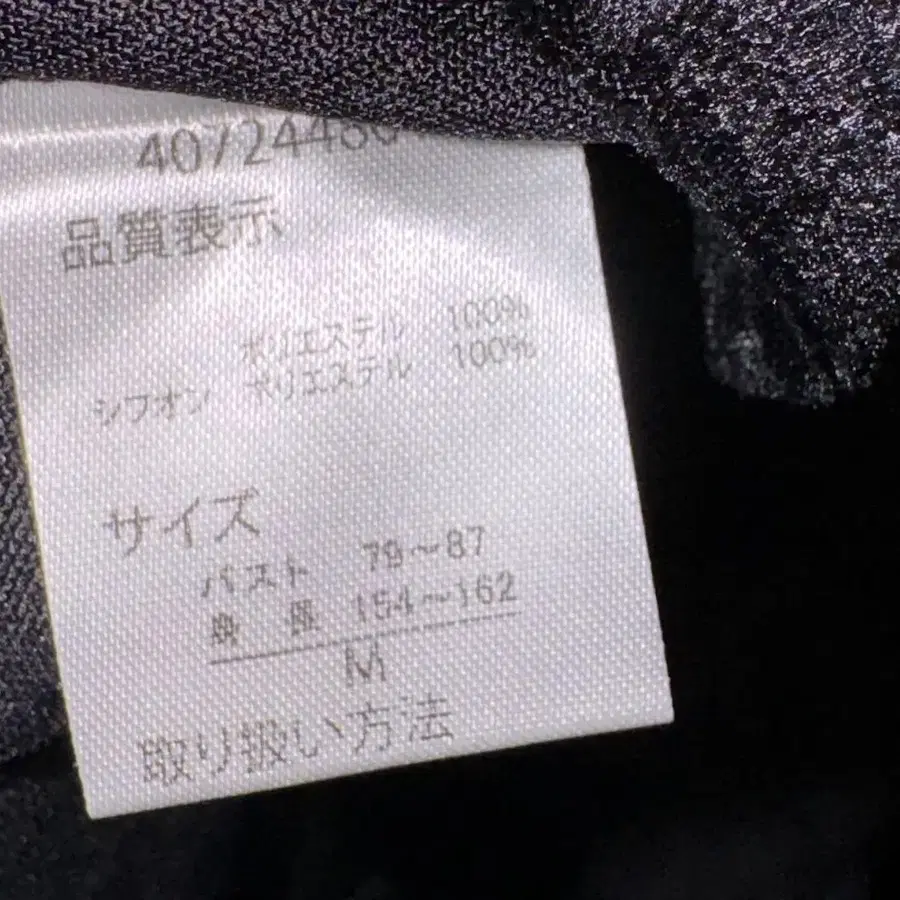 品質表示
ポリエステル 100%
シフオン ポリエステル 100%
サイズ
バスト 79～87
身長 154～162
M
取り扱い方法